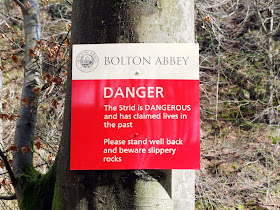 BOLTON ABBEY
DANGER
The Strid is DANGEROUS
and has claimed lives in
the past
Please stand well back
and beware slippery
rocks